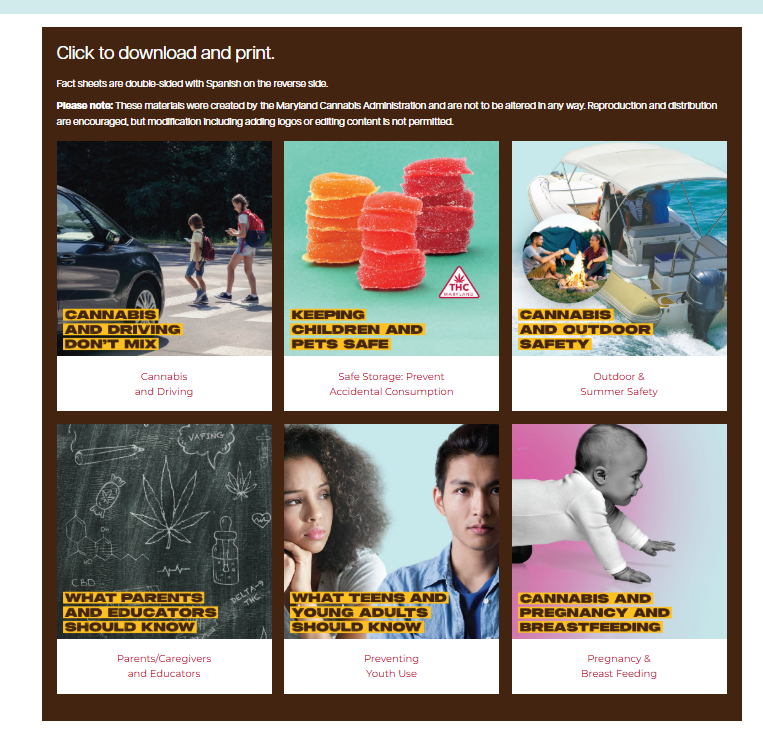 Click to download and print.
Fact sheets are double-sided with Spanish on the reverse side.
Please note: These materials were created by the Maryland Cannabis Administration and are not to be altered in any way. Reproduction and distribution
are encouraged, but modification including adding logos or editing content is not permitted.
CANNABIS
AND DRIVING
DON'T MIX
Cannabis
and Driving
THC
MARYLAND
KEEPING
CHILDREN AND
PETS SAFE
Safe Storage: Prevent
Accidental Consumption
CANNABIS
AND OUTDOOR
SAFETY
Outdoor &
Summer Safety
VAPING
OH
CBD
DELTA-9
THC
WHAT PARENTS
AND EDUCATORS
SHOULD KNOW
Parents/Caregivers
and Educators
WHAT TEENS AND
YOUNG ADULTS
SHOULD KNOW
Preventing
Youth Use
CANNABIS AND
PREGNANCY AND
BREASTFEEDING
Pregnancy &
Breast Feeding